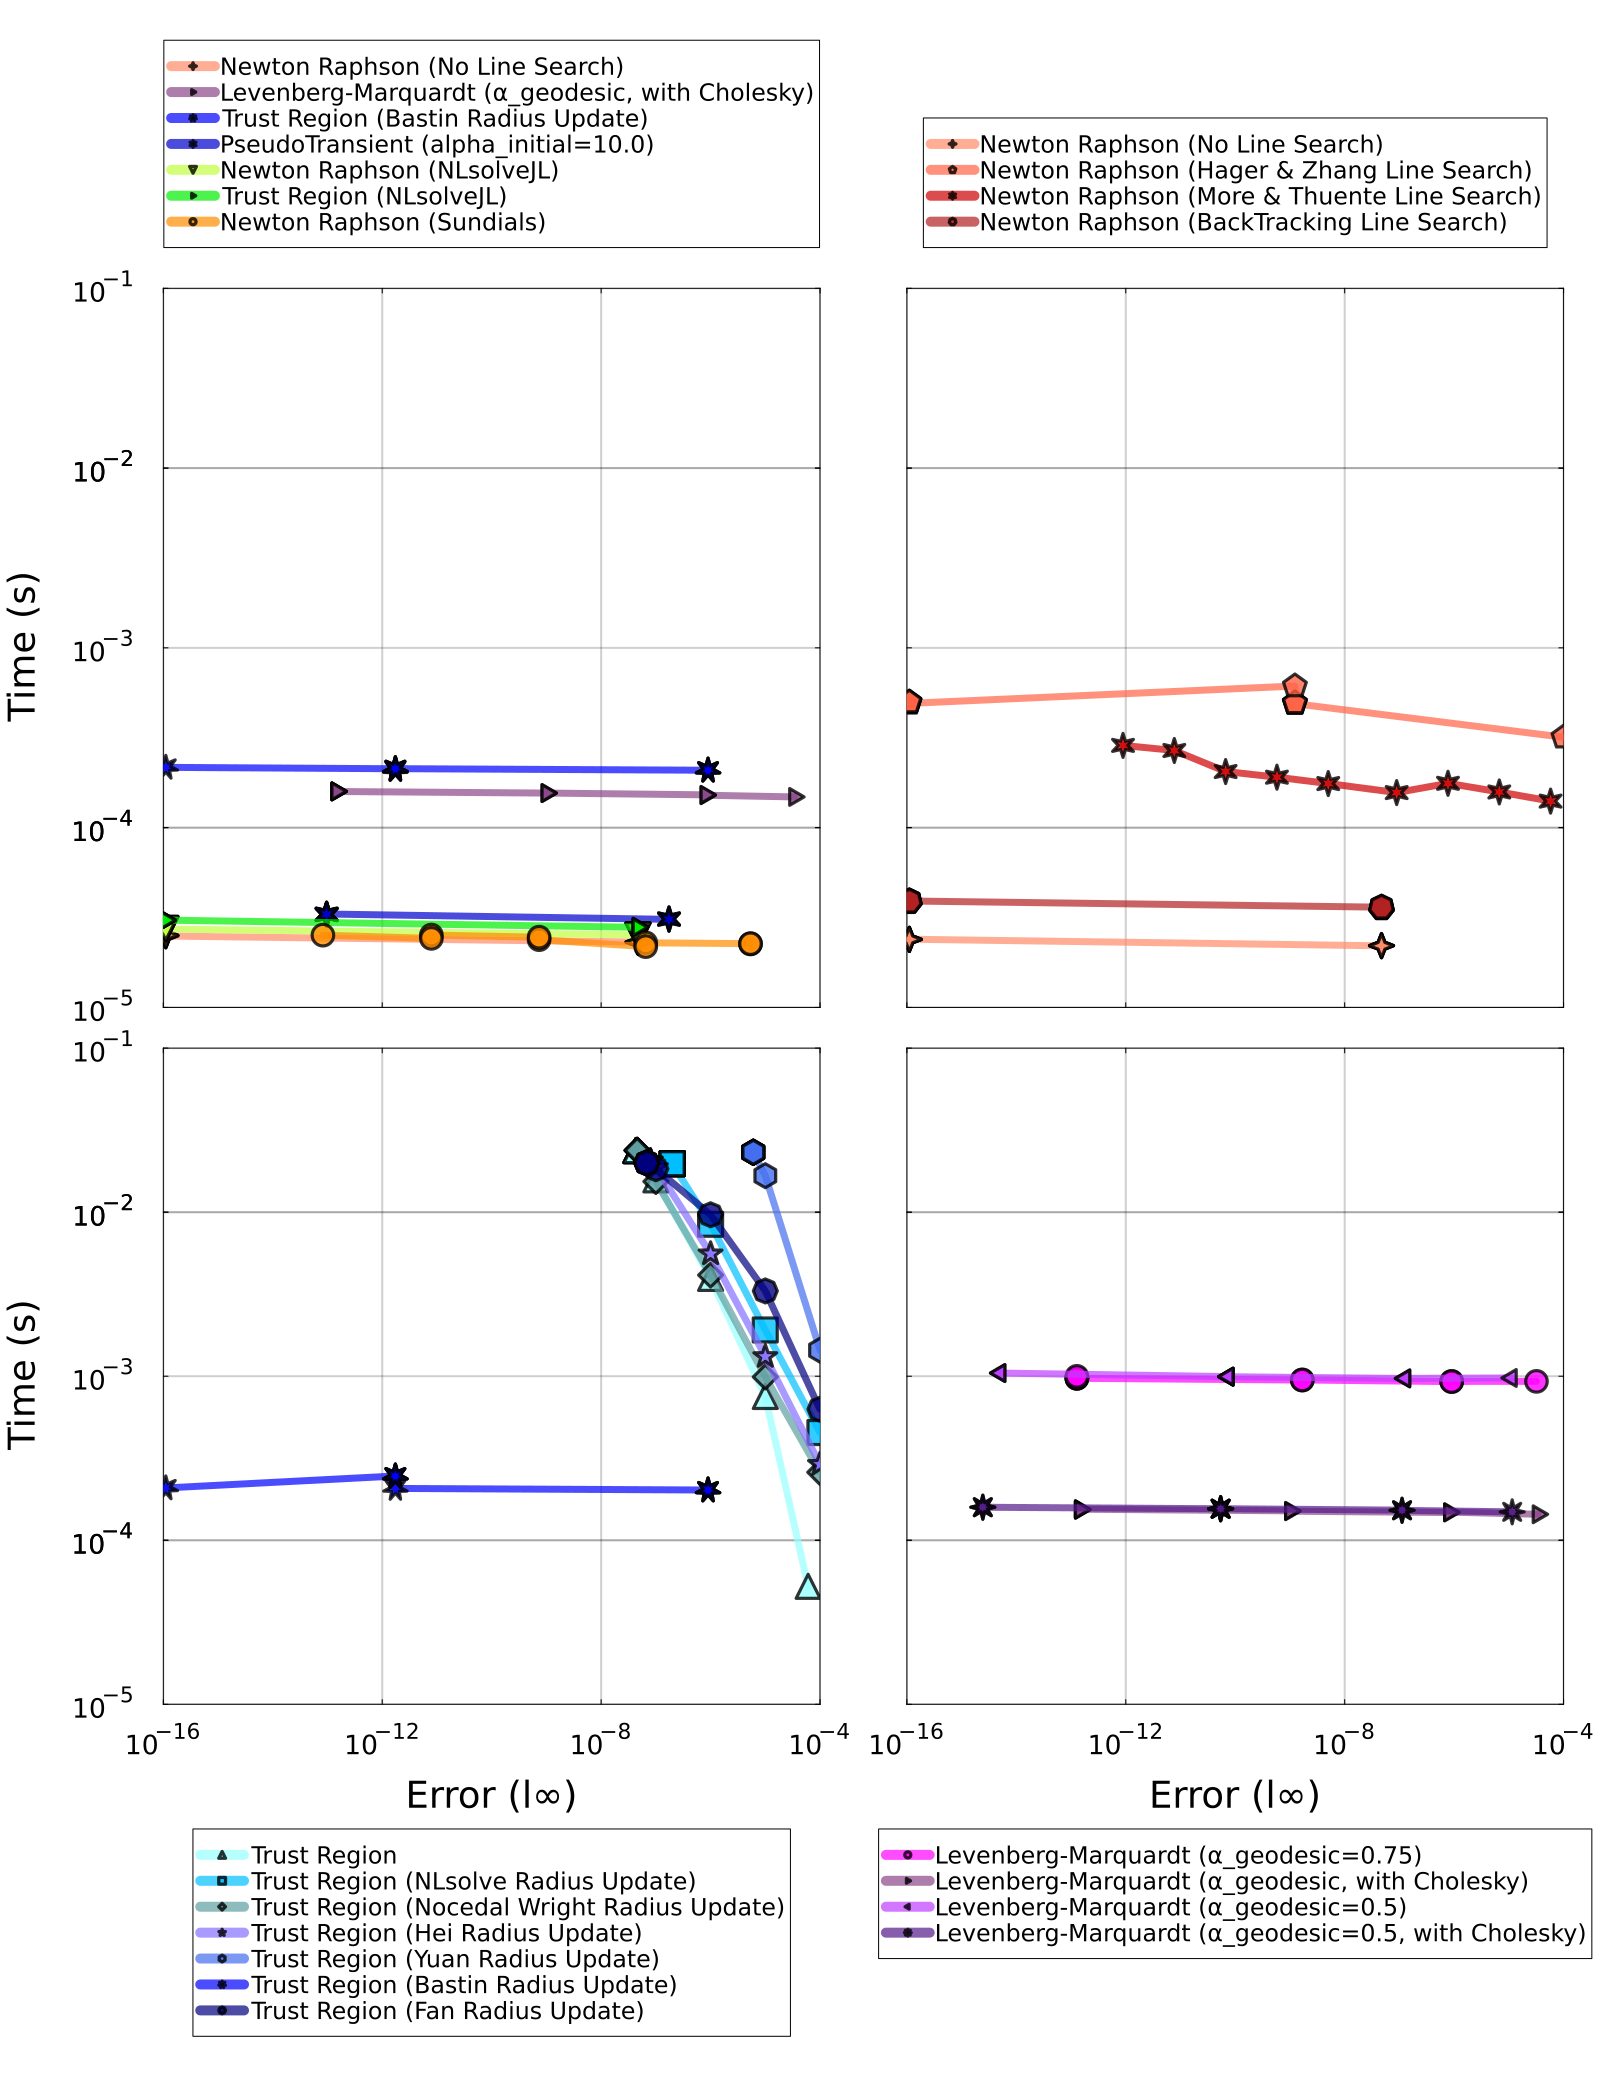 Newton Raphson (No Line Search)
Levenberg-Marquardt (α_geodesic, with Cholesky)
Trust Region (Bastin Radius Update)
PseudoTransient (alpha_initial=10.0)
Newton Raphson (NLsolveJL)
Trust Region (NLsolveJL)
Newton Raphson (Sundials)
Newton Raphson (No Line Search)
Newton Raphson (Hager & Zhang Line Search)
Newton Raphson (More & Thuente Line Search)
Newton Raphson (BackTracking Line Search)
10⁻¹
10⁻²
10⁻³
10⁻⁴
10⁻⁵
Time (s)
10⁻¹
10⁻²
10⁻³
10⁻⁴
10⁻⁵
Time (s)
10⁻¹⁶ 10⁻¹² 10⁻⁸ 10⁻⁴
Error (l∞)
10⁻¹⁶ 10⁻¹² 10⁻⁸ 10⁻⁴
Error (l∞)
Trust Region
Trust Region (NLsolve Radius Update)
Trust Region (Nocedal Wright Radius Update)
Trust Region (Hei Radius Update)
Trust Region (Yuan Radius Update)
Trust Region (Bastin Radius Update)
Trust Region (Fan Radius Update)
Levenberg-Marquardt (α_geodesic=0.75)
Levenberg-Marquardt (α_geodesic, with Cholesky)
Levenberg-Marquardt (α_geodesic=0.5)
Levenberg-Marquardt (α_geodesic=0.5, with Cholesky)